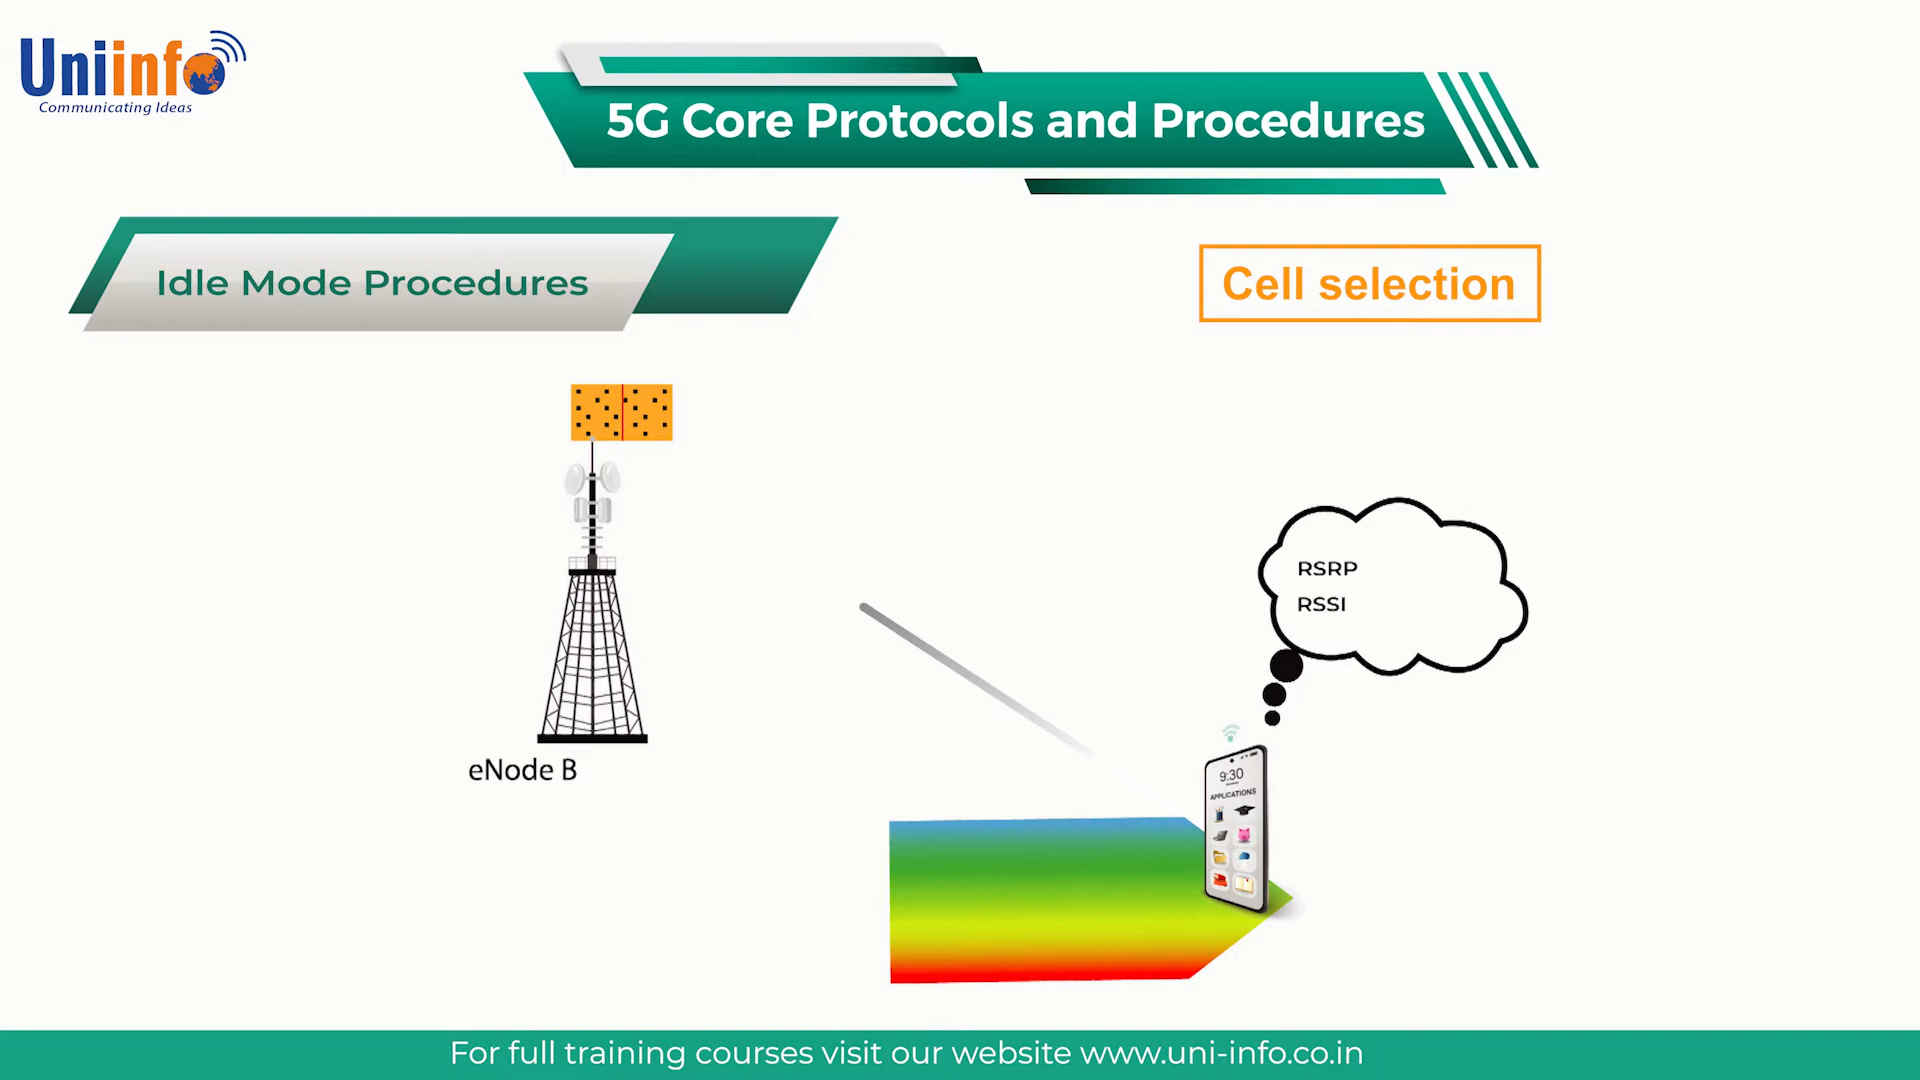 Uniinfo
Communicating Ideas
5G Core Protocols and Procedures
Idle Mode Procedures
Cell selection
RSRP
RSSI
eNode B
9:30
APPLICATIONS
For full training courses visit our website www.uni-info.co.in